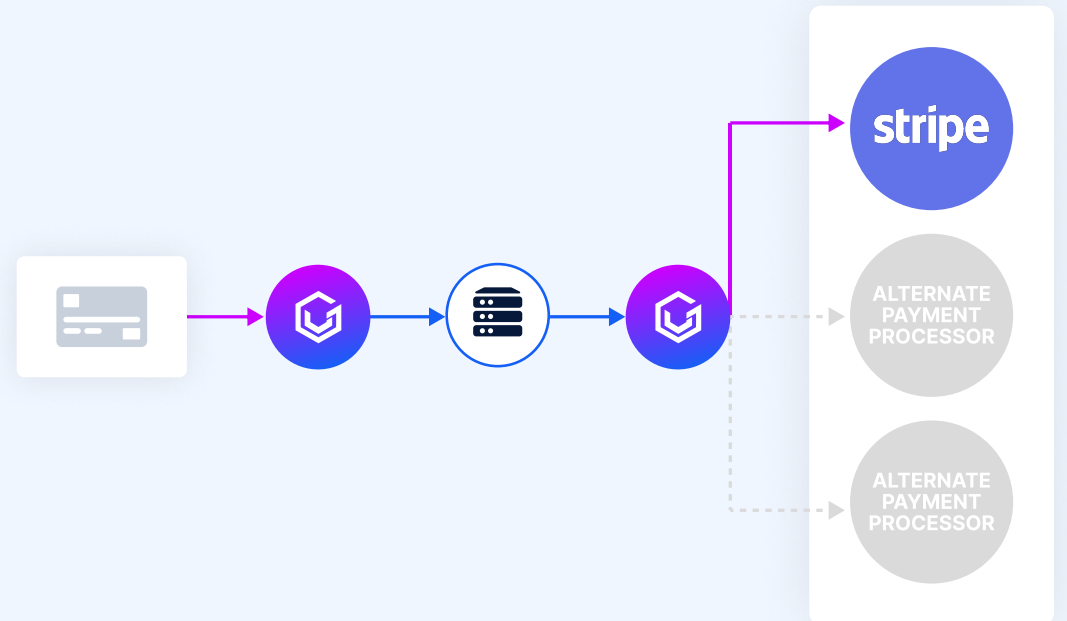 stripe
ALTERNATE
PAYMENT
PROCESSOR
ALTERNATE
PAYMENT
PROCESSOR